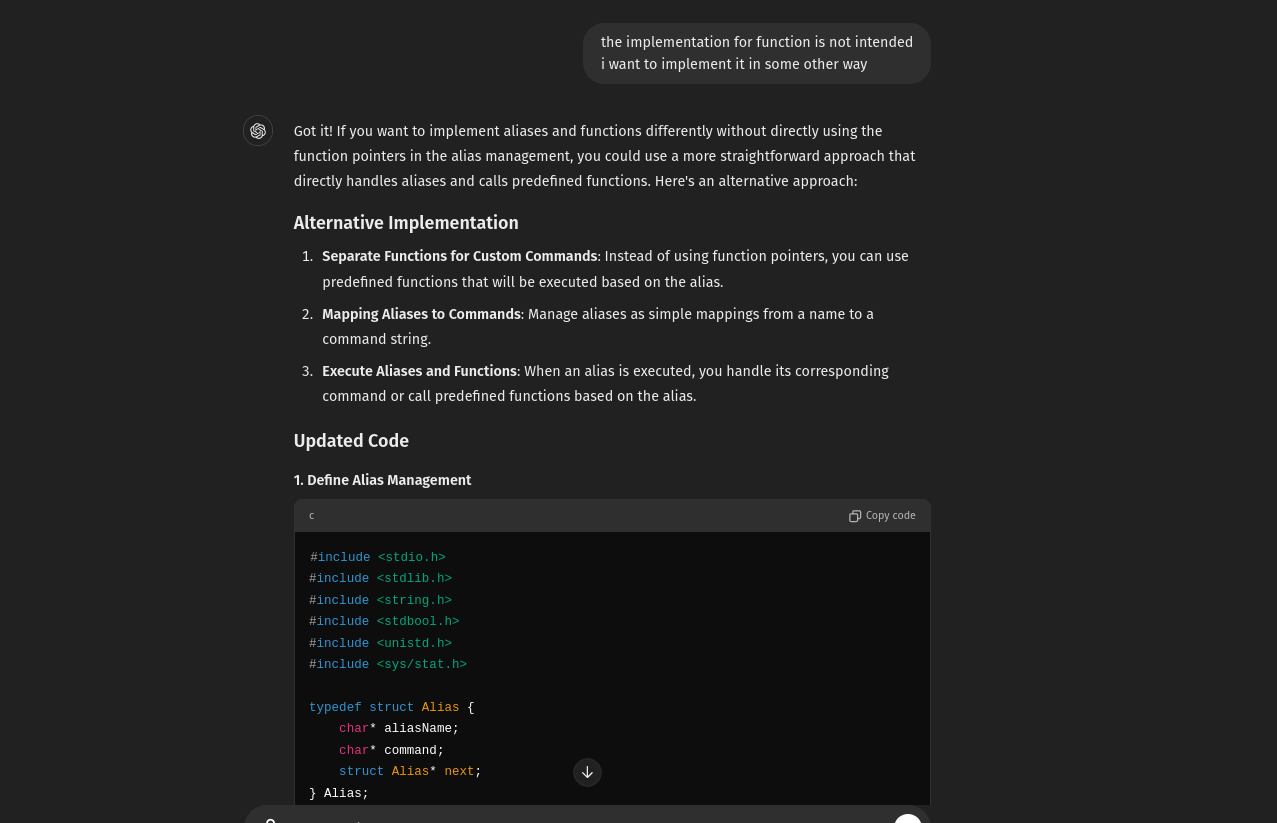 the implementation for function is not intended
i want to implement it in some other way
Got it! If you want to implement aliases and functions differently without directly using the
function pointers in the alias management, you could use a more straightforward approach that
directly handles aliases and calls predefined functions. Here's an alternative approach:
Alternative Implementation
1. Separate Functions for Custom Commands: Instead of using function pointers, you can use
predefined functions that will be executed based on the alias.
2. Mapping Aliases to Commands: Manage aliases as simple mappings from a name to a
command string.
3. Execute Aliases and Functions: When an alias is executed, you handle its corresponding
command or call predefined functions based on the alias.
Updated Code
1. Define Alias Management
c Copy code
#include <stdio.h>
#include <stdlib.h>
#include <string.h>
#include <stdbool.h>
#include <unistd.h>
#include <sys/stat.h>
typedef struct Alias {
    char* aliasName;
    char* command;
    struct Alias* next;
} Alias;